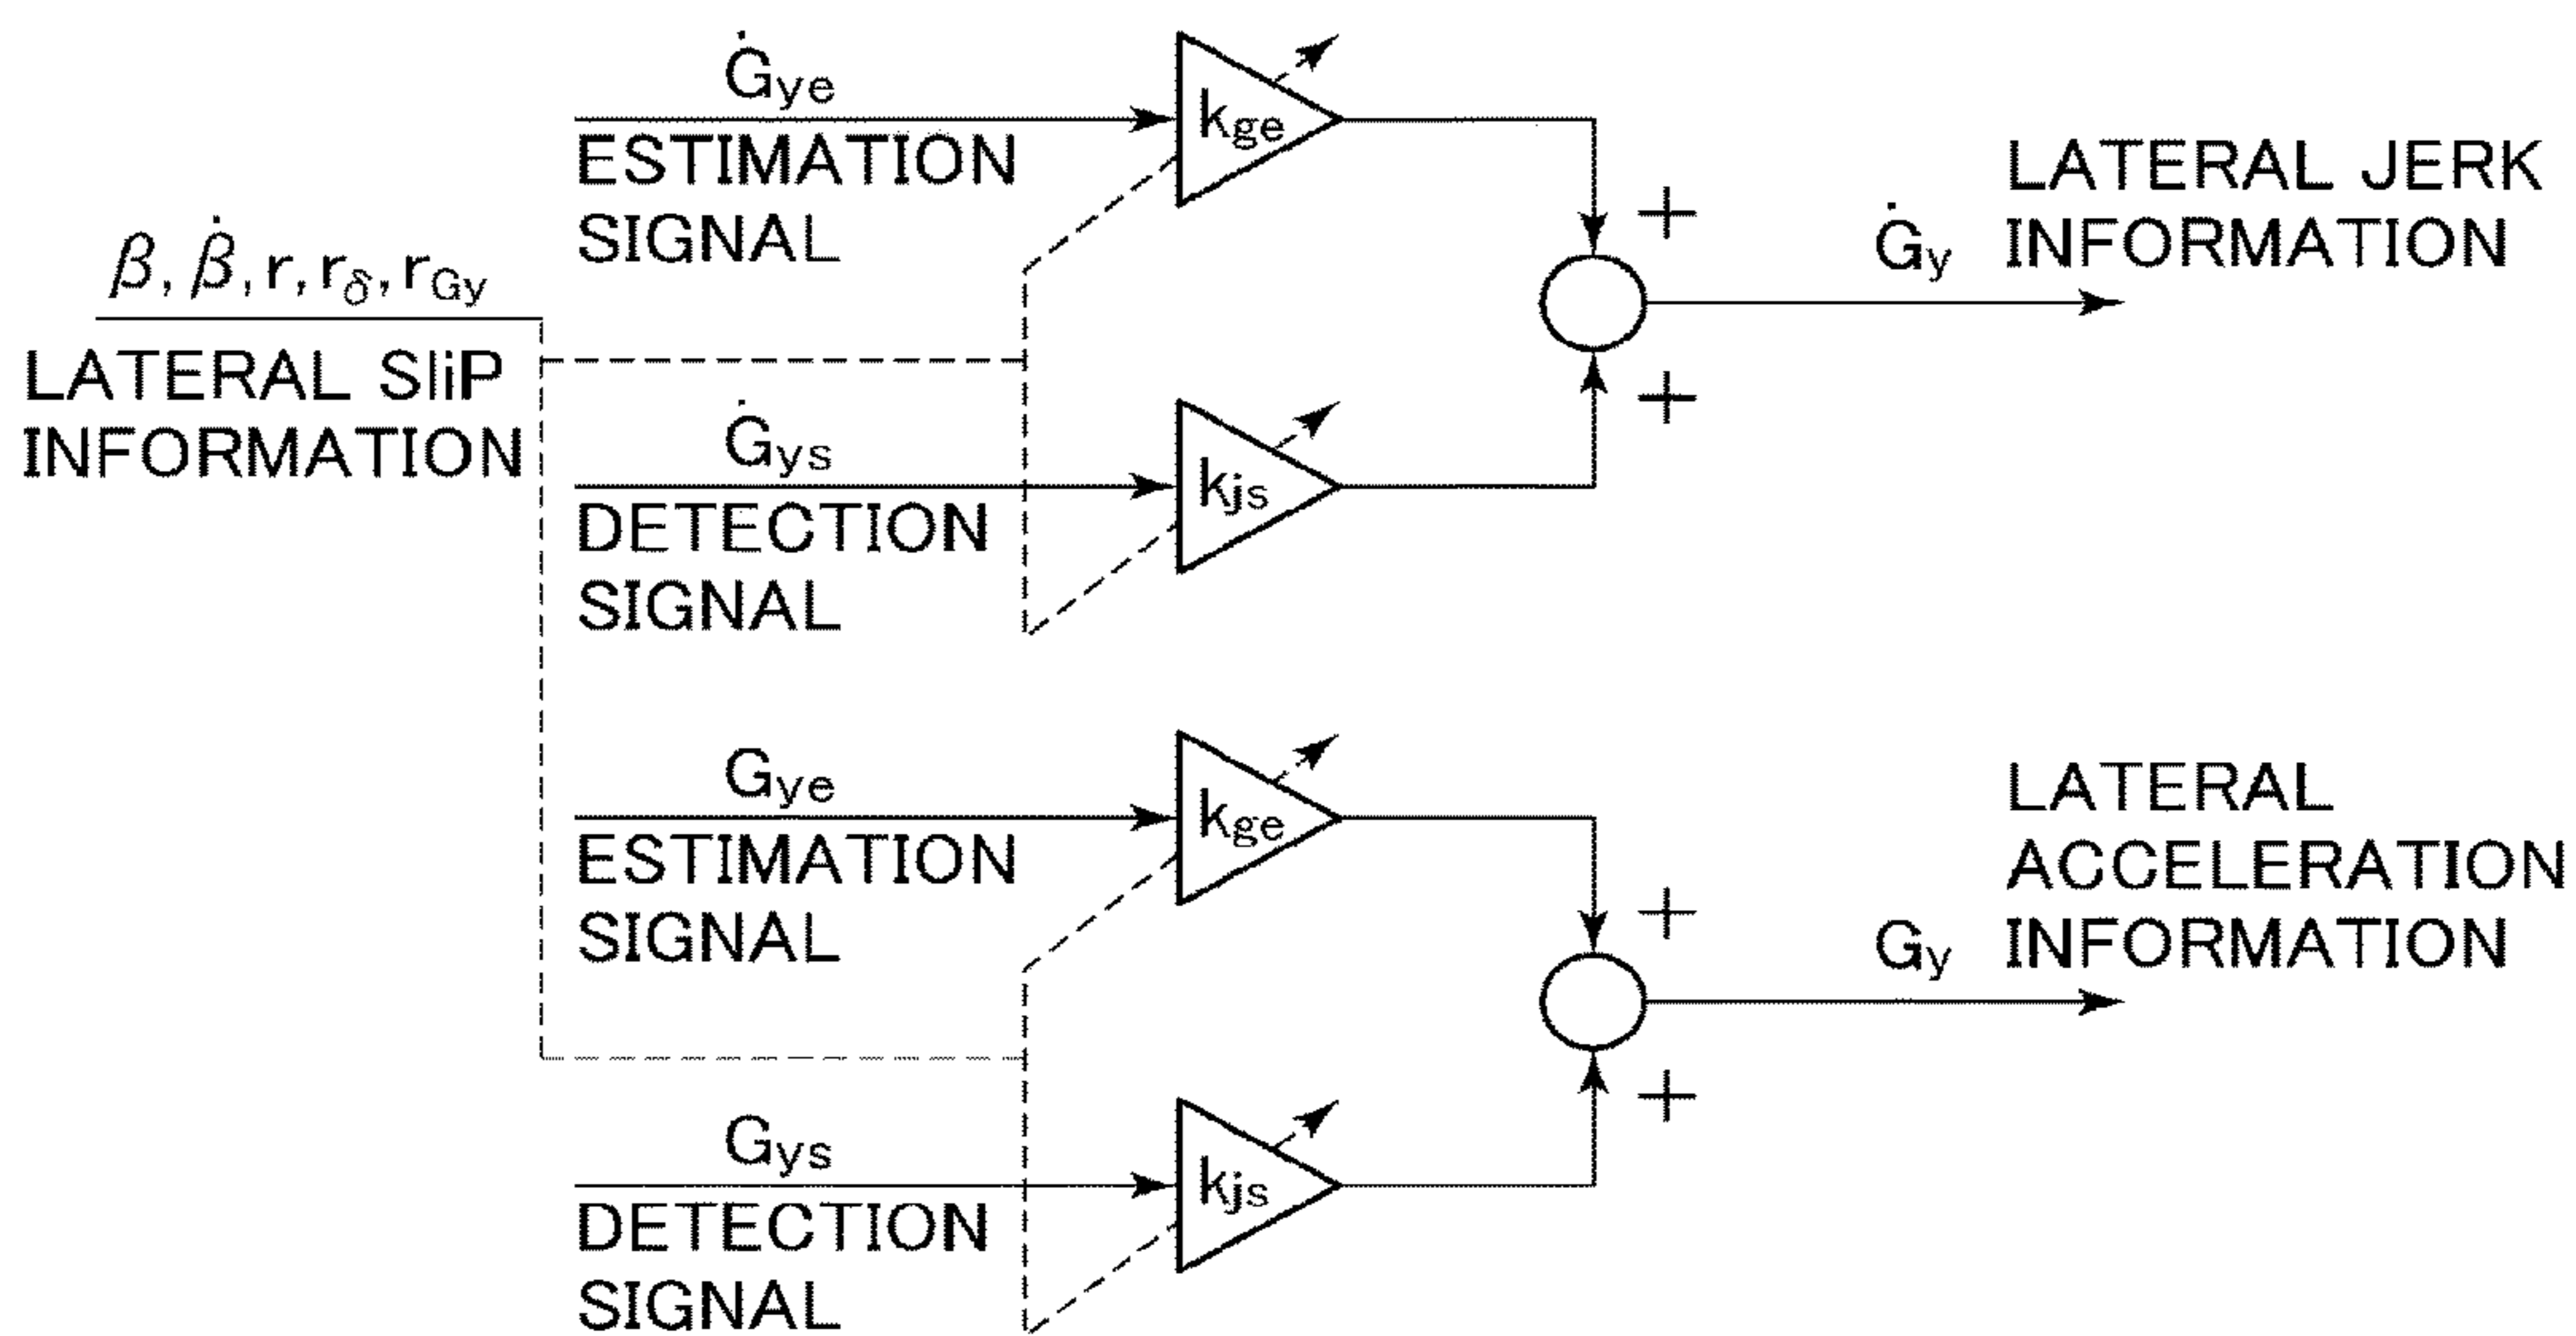 Ġye
ESTIMATION
SIGNAL
kge
+
LATERAL JERK
INFORMATION
Ġy
β, β̇, r, rδ, rGy
LATERAL SliP
INFORMATION
Ġys
DETECTION
SIGNAL
kjs
+
Gye
ESTIMATION
SIGNAL
kge
+
LATERAL
ACCELERATION
INFORMATION
Gy
Gys
DETECTION
SIGNAL
kjs
+